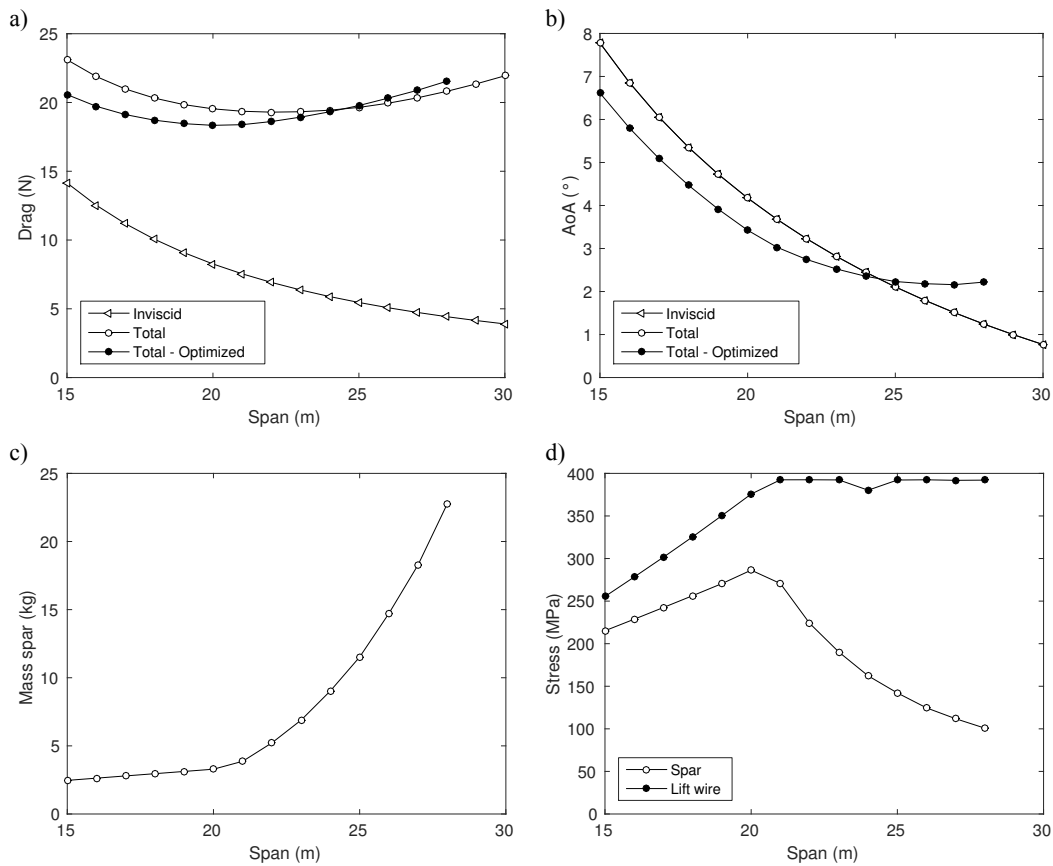 a)
25
20
15
10
5
0
Drag (N)
Inviscid
Total
Total - Optimized
15 20 25 30
Span (m)
b)
8
7
6
5
4
3
2
1
0
AoA (°)
Inviscid
Total
Total - Optimized
15 20 25 30
Span (m)
c)
25
20
15
10
5
0
Mass spar (kg)
15 20 25 30
Span (m)
d)
400
350
300
250
200
150
100
50
0
Stress (MPa)
Spar
Lift wire
15 20 25 30
Span (m)